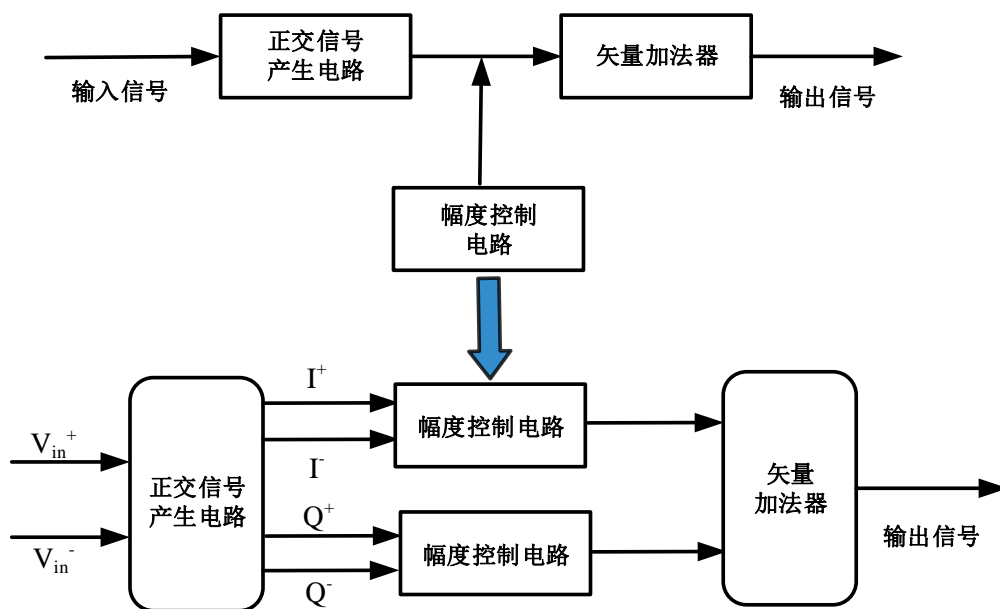 正交信号
产生电路
矢量加法器
输入信号
输出信号
幅度控制
电路
I⁺
幅度控制电路
Vin⁺
I⁻
正交信号
产生电路
矢量
加法器
Q⁺
输出信号
Vin⁻
幅度控制电路
Q⁻